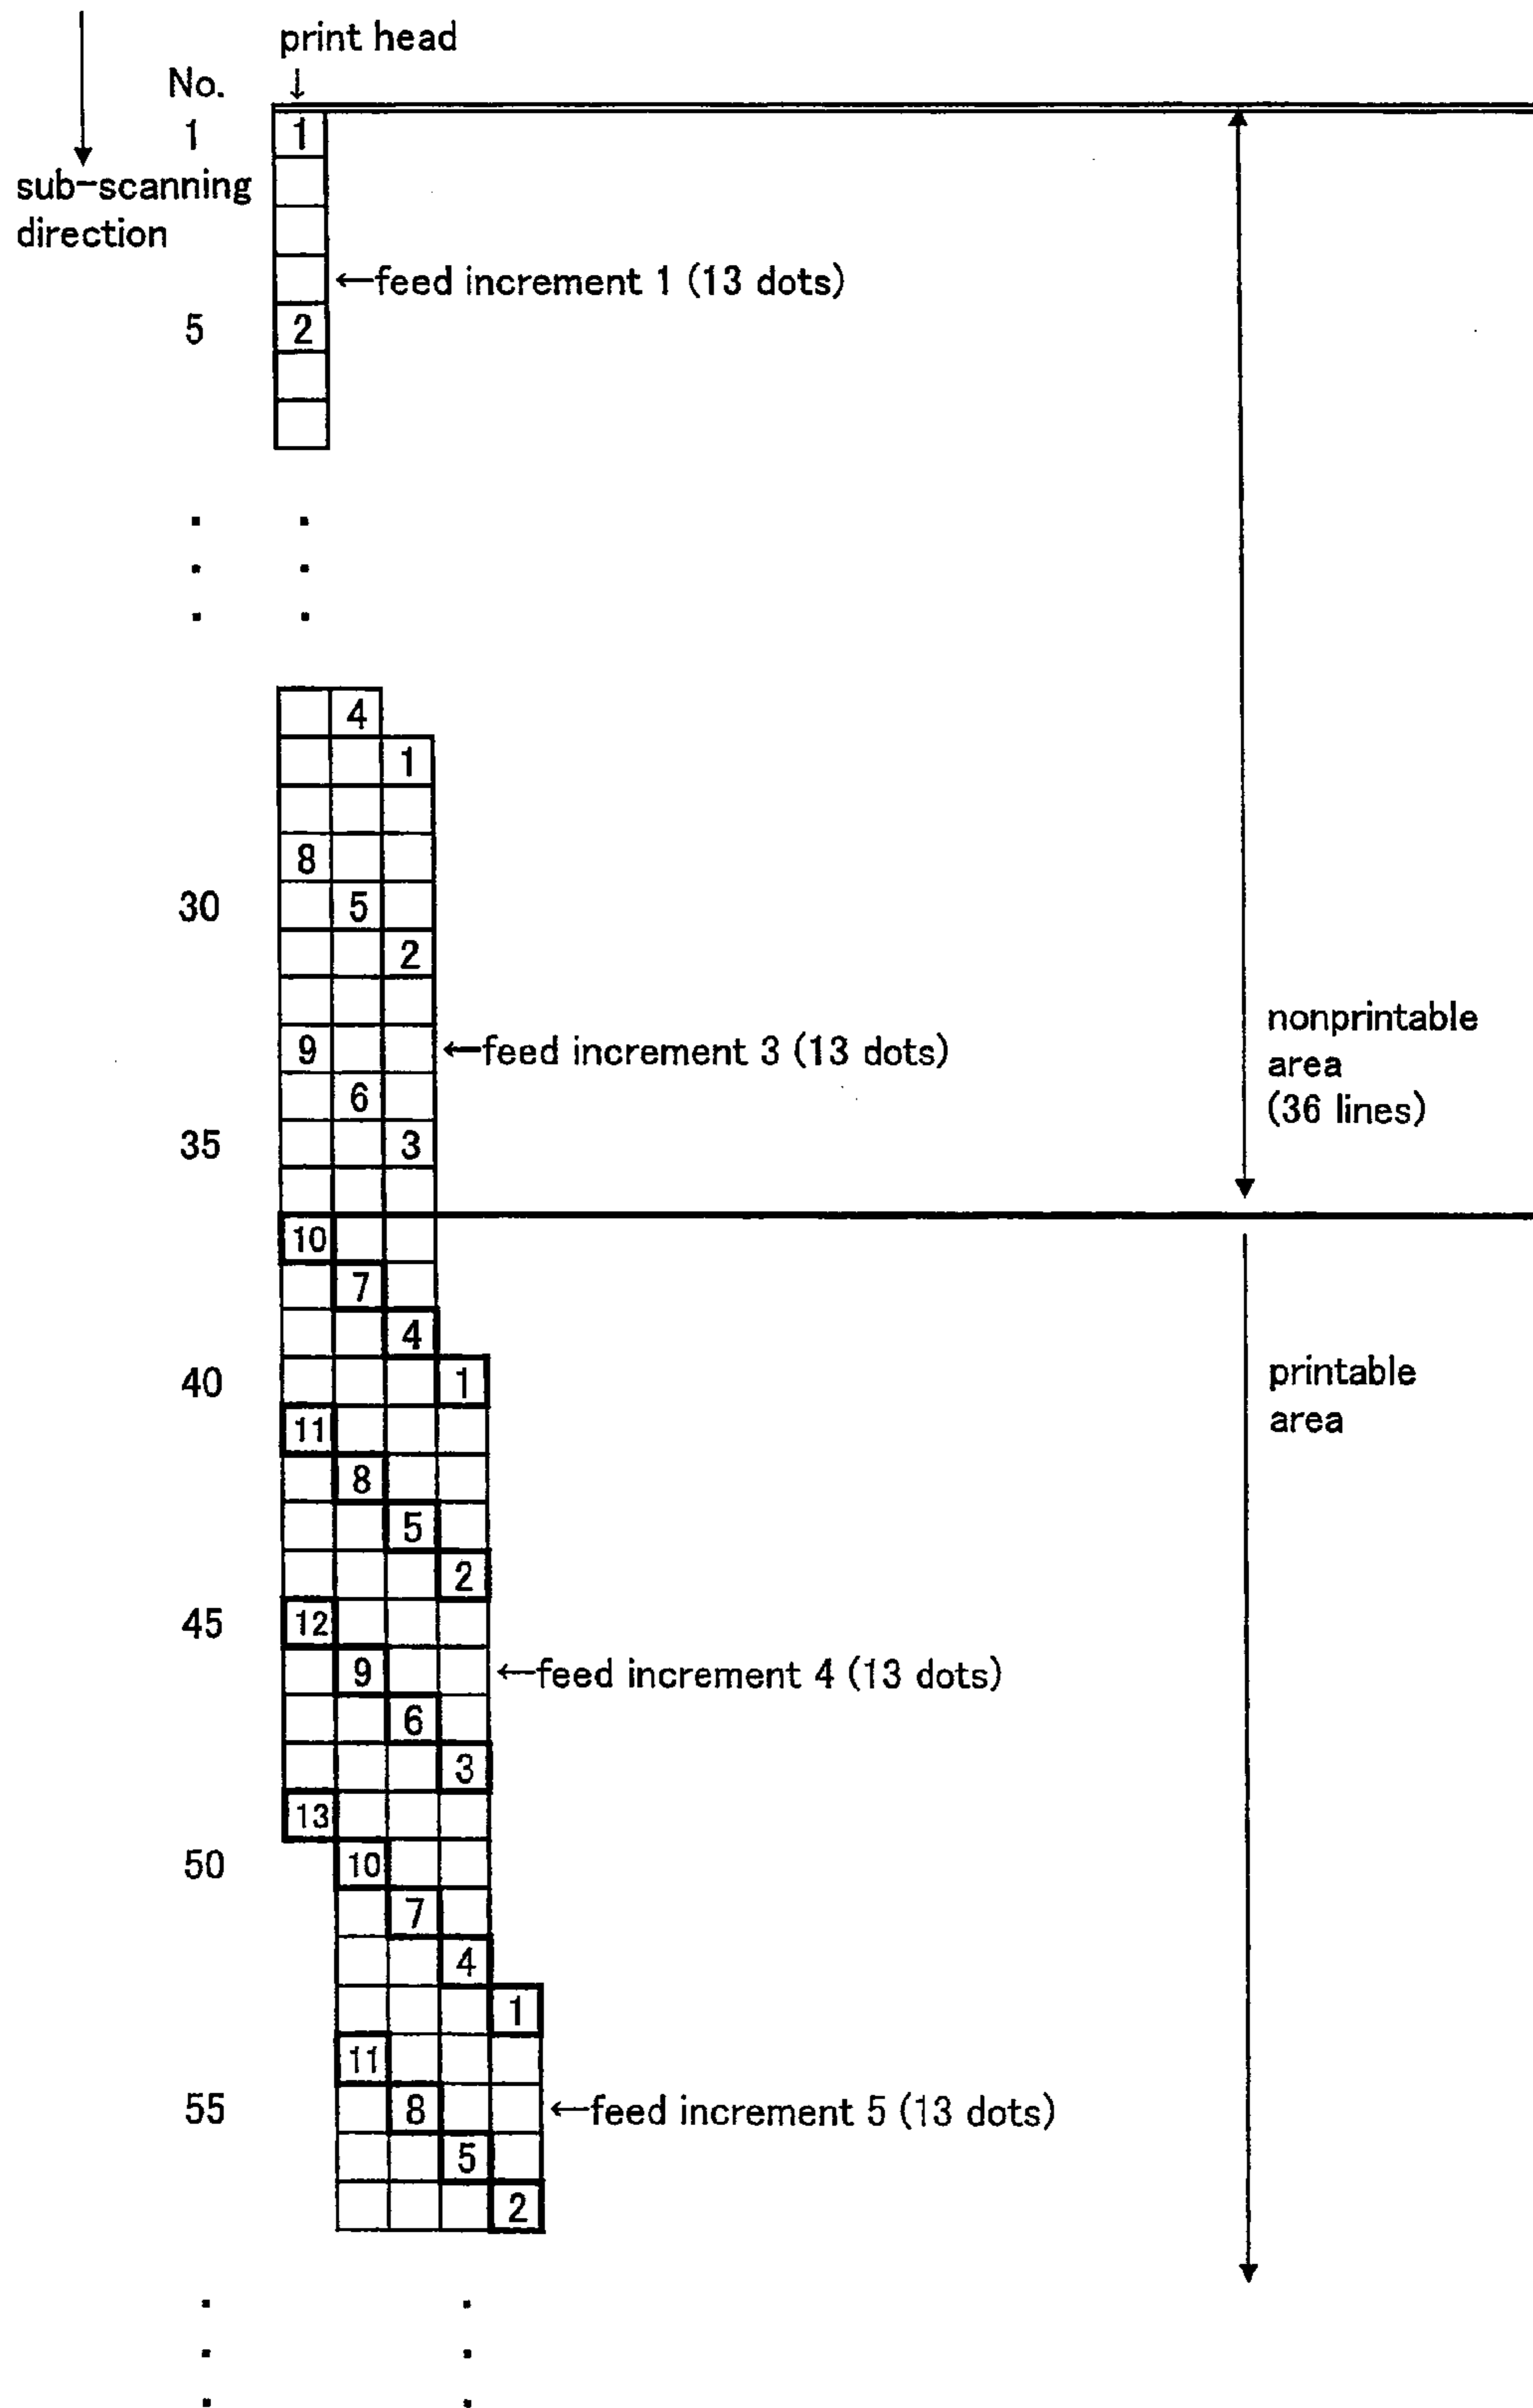 print head
No.
↓
1 1
sub-scanning
direction
←feed increment 1 (13 dots)
5 2
4
1
8
30 5
2
9 ←feed increment 3 (13 dots)
nonprintable
area
(36 lines)
6
35 3
10
7
4
40 1
printable
area
11
8
5
2
45 12
9 ←feed increment 4 (13 dots)
6
3
13
50 10
7
4
1
11
55 8 ←feed increment 5 (13 dots)
5
2